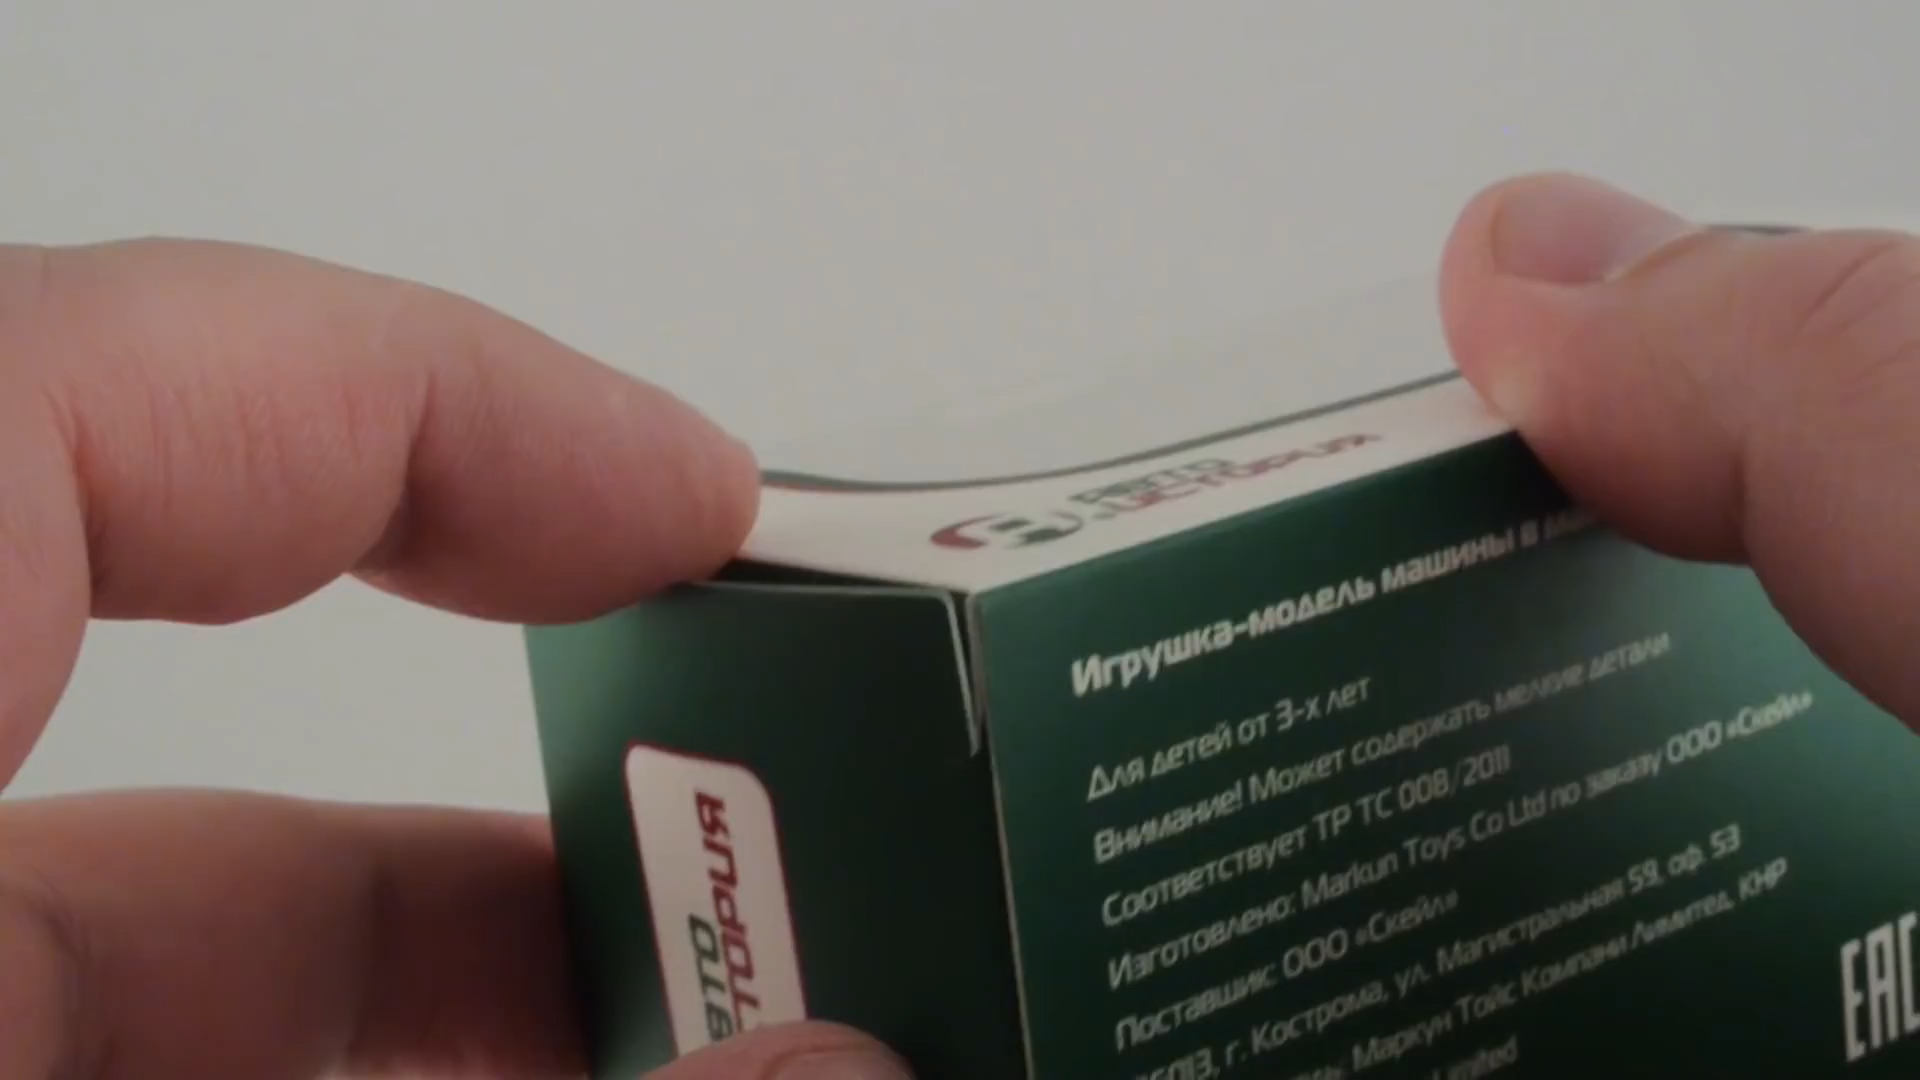 АВТО
ИСТОРИЯ
Игрушка-модель машины в
Для детей от 3-х лет
Внимание! Может содержать мелкие детали
Соответствует ТР ТС 008/2011
Изготовлено: Markun Toys Co Ltd по заказу ООО «Скейл»
Поставщик: ООО «Скейл»
г. Кострома, ул. Магистральная 59, оф. 53
Маркун Тойс Компани Лимитед, КНР
Limited
EAC